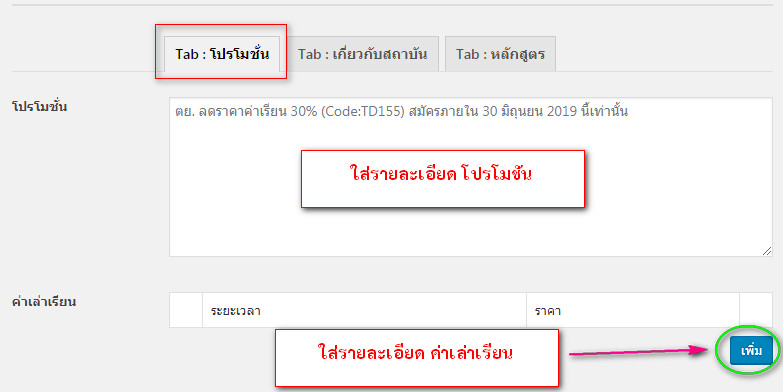 Tab : โปรโมชั่น Tab : เกี่ยวกับสถาบัน Tab : หลักสูตร
โปรโมชั่น
ตย. ลดราคาค่าเรียน 30% (Code:TD155) สมัครภายใน 30 มิถุนยน 2019 นี้เท่านั้น
ใส่รายละเอียด โปรโมชัน
ค่าเล่าเรียน
ระยะเวลา ราคา
ใส่รายละเอียด ค่าเล่าเรียน
เพิ่ม